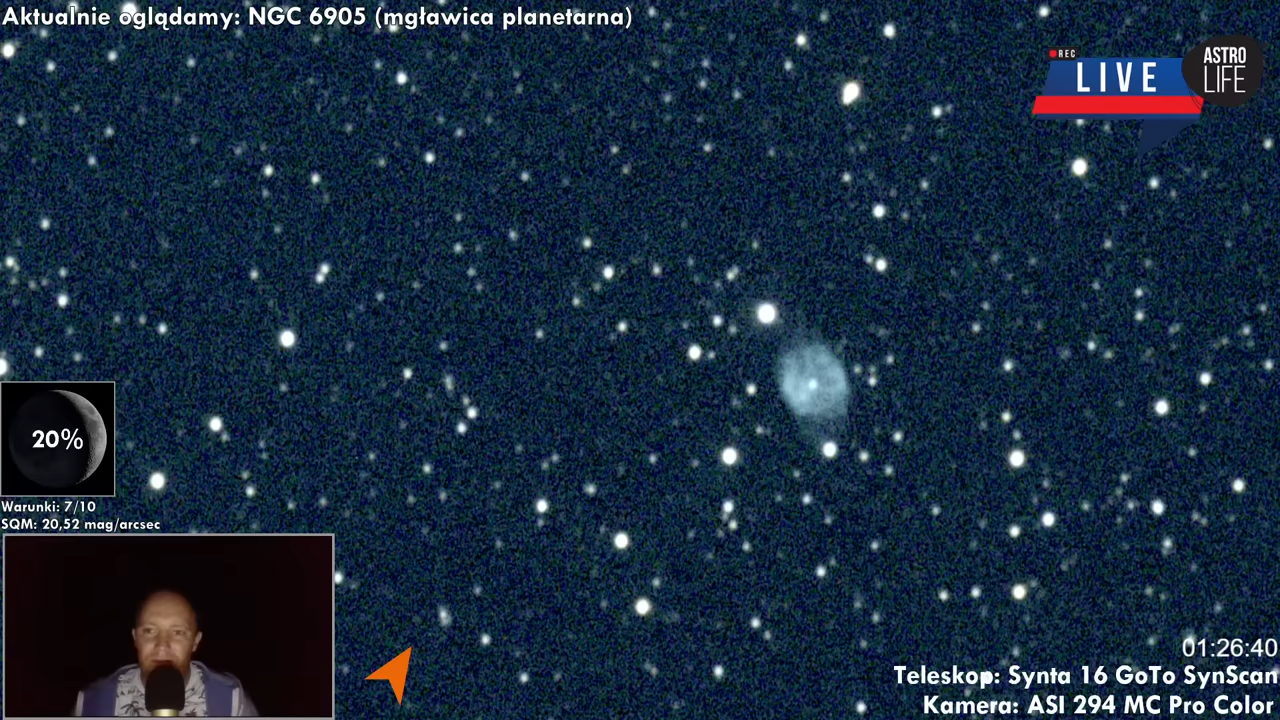 Aktualnie oglądamy: NGC 6905 (mgławica planetarna)
REC
LIVE
ASTRO
LIFE
20%
Warunki: 7/10
SQM: 20,52 mag/arcsec
01:26:40
Teleskop: Synta 16 GoTo SynScan
Kamera: ASI 294 MC Pro Color